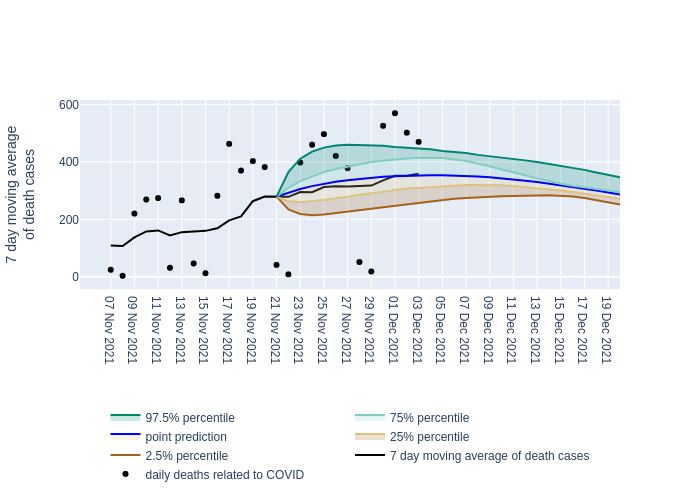 7 day moving average
of death cases
600
400
200
0
07 Nov 2021
09 Nov 2021
11 Nov 2021
13 Nov 2021
15 Nov 2021
17 Nov 2021
19 Nov 2021
21 Nov 2021
23 Nov 2021
25 Nov 2021
27 Nov 2021
29 Nov 2021
01 Dec 2021
03 Dec 2021
05 Dec 2021
07 Dec 2021
09 Dec 2021
11 Dec 2021
13 Dec 2021
15 Dec 2021
17 Dec 2021
19 Dec 2021
97.5% percentile
75% percentile
point prediction
25% percentile
2.5% percentile
7 day moving average of death cases
daily deaths related to COVID